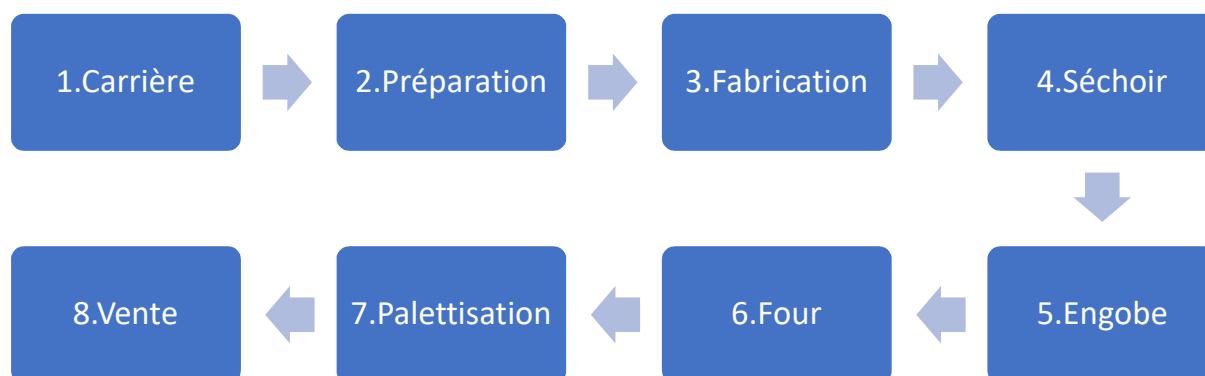 1.Carrière
2.Préparation
3.Fabrication
4.Séchoir
5.Engobe
6.Four
7.Palettisation
8.Vente